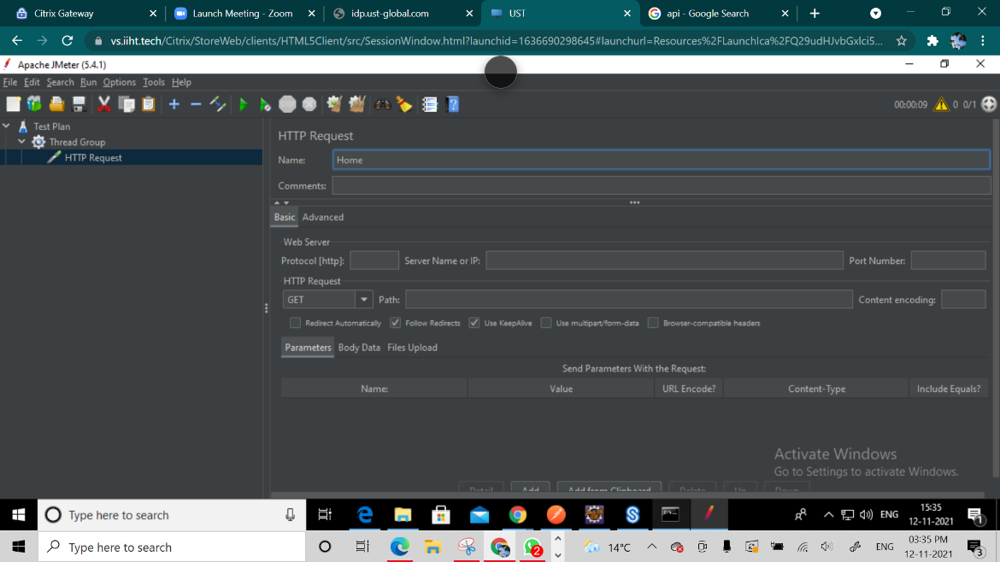 Citrix Gateway
Launch Meeting - Zoom
idp.ust-global.com
UST
api - Google Search
vs.iiht.tech/Citrix/StoreWeb/clients/HTML5Client/src/SessionWindow.html?launchid=1636690298645#launchurl=Resources%2FLaunchIca%2FQ29udHJvbGxlci5...
Apache JMeter (5.4.1)
File Edit Search Run Options Tools Help
00:00:09 0 0/1
Test Plan
Thread Group
HTTP Request
HTTP Request
Name: Home
Comments:
Basic Advanced
Web Server
Protocol [http]: Server Name or IP: Port Number:
HTTP Request
GET Path: Content encoding:
Redirect Automatically Follow Redirects Use KeepAlive Use multipart/form-data Browser-compatible headers
Parameters Body Data Files Upload
Send Parameters With the Request:
Name: Value URL Encode? Content-Type Include Equals?
Activate Windows
Go to Settings to activate Windows.
Detail Add Add from Clipboard Delete Up Down
Type here to search
ENG 15:35
12-11-2021
1
Type here to search
2
14°C
ENG 03:35 PM
12-11-2021
3